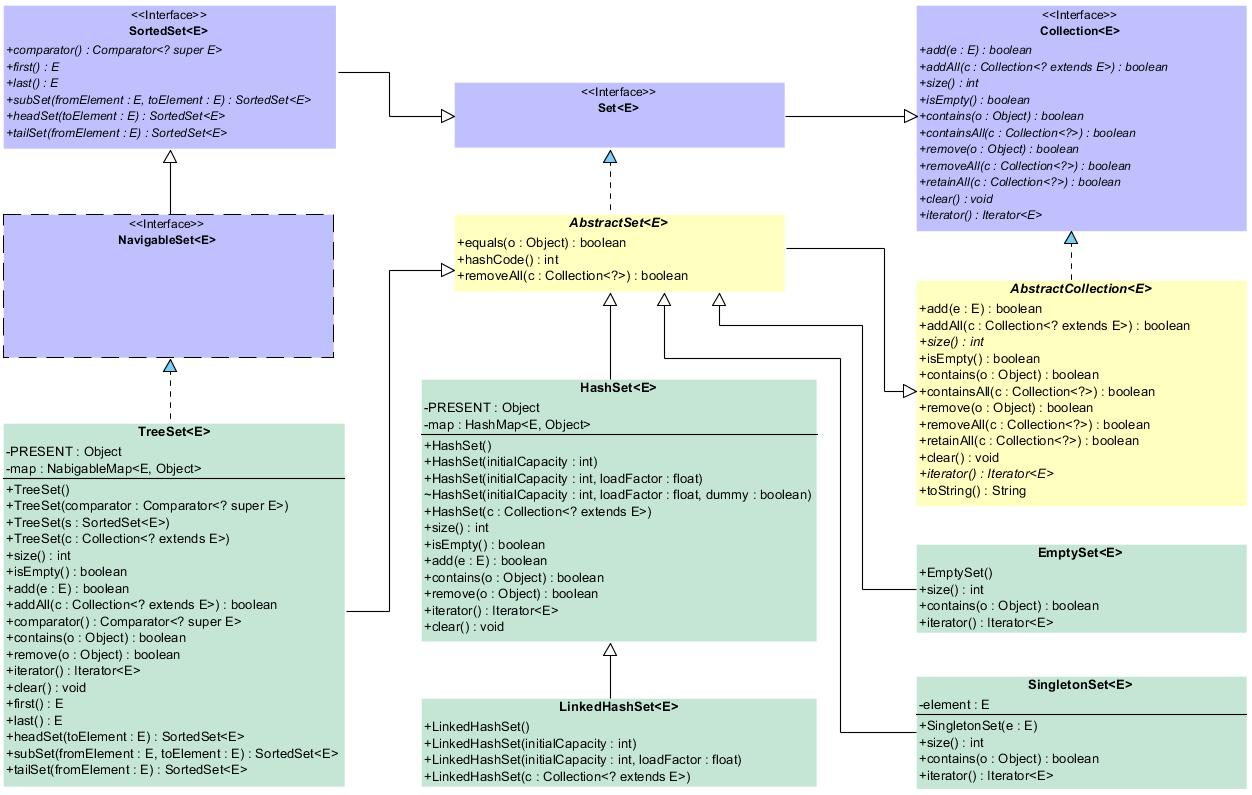 <<Interface>>
SortedSet<E>
+comparator() : Comparator<? super E>
+first() : E
+last() : E
+subSet(fromElement : E, toElement : E) : SortedSet<E>
+headSet(toElement : E) : SortedSet<E>
+tailSet(fromElement : E) : SortedSet<E>
<<Interface>>
Set<E>
<<Interface>>
Collection<E>
+add(e : E) : boolean
+addAll(c : Collection<? extends E>) : boolean
+size() : int
+isEmpty() : boolean
+contains(o : Object) : boolean
+containsAll(c : Collection<?>) : boolean
+remove(o : Object) : boolean
+removeAll(c : Collection<?>) : boolean
+retainAll(c : Collection<?>) : boolean
+clear() : void
+iterator() : Iterator<E>
<<Interface>>
NavigableSet<E>
AbstractSet<E>
+equals(o : Object) : boolean
+hashCode() : int
+removeAll(c : Collection<?>) : boolean
AbstractCollection<E>
+add(e : E) : boolean
+addAll(c : Collection<? extends E>) : boolean
+size() : int
+isEmpty() : boolean
+contains(o : Object) : boolean
+containsAll(c : Collection<?>) : boolean
+remove(o : Object) : boolean
+removeAll(c : Collection<?>) : boolean
+retainAll(c : Collection<?>) : boolean
+clear() : void
+iterator() : Iterator<E>
+toString() : String
TreeSet<E>
-PRESENT : Object
-map : NabigableMap<E, Object>
+TreeSet()
+TreeSet(comparator : Comparator<? super E>)
+TreeSet(s : SortedSet<E>)
+TreeSet(c : Collection<? extends E>)
+size() : int
+isEmpty() : boolean
+add(e : E) : boolean
+addAll(c : Collection<? extends E>) : boolean
+comparator() : Comparator<? super E>
+contains(o : Object) : boolean
+remove(o : Object) : boolean
+iterator() : Iterator<E>
+clear() : void
+first() : E
+last() : E
+headSet(toElement : E) : SortedSet<E>
+subSet(fromElement : E, toElement : E) : SortedSet<E>
+tailSet(fromElement : E) : SortedSet<E>
HashSet<E>
-PRESENT : Object
-map : HashMap<E, Object>
+HashSet()
+HashSet(initialCapacity : int)
+HashSet(initialCapacity : int, loadFactor : float)
~HashSet(initialCapacity : int, loadFactor : float, dummy : boolean)
+HashSet(c : Collection<? extends E>)
+size() : int
+isEmpty() : boolean
+add(e : E) : boolean
+contains(o : Object) : boolean
+remove(o : Object) : boolean
+iterator() : Iterator<E>
+clear() : void
LinkedHashSet<E>
+LinkedHashSet()
+LinkedHashSet(initialCapacity : int)
+LinkedHashSet(initialCapacity : int, loadFactor : float)
+LinkedHashSet(c : Collection<? extends E>)
EmptySet<E>
+EmptySet()
+size() : int
+contains(o : Object) : boolean
+iterator() : Iterator<E>
SingletonSet<E>
-element : E
+SingletonSet(e : E)
+size() : int
+contains(o : Object) : boolean
+iterator() : Iterator<E>